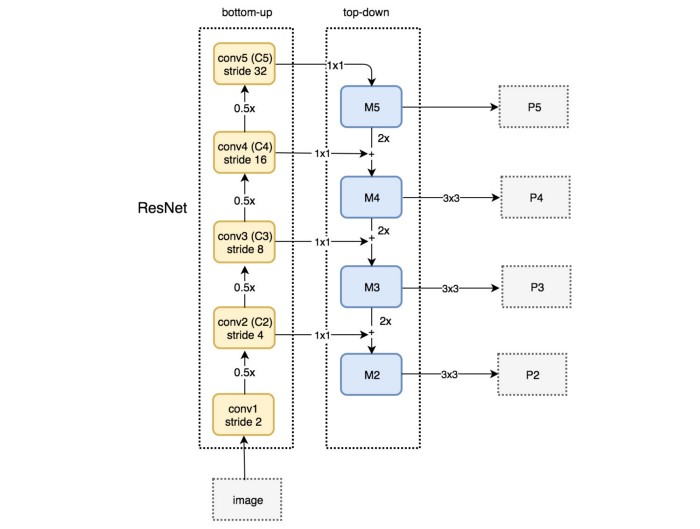 bottom-up
top-down
conv5 (C5)
stride 32
1x1
M5
P5
0.5x
2x
conv4 (C4)
stride 16
1x1
+
M4
3x3
P4
ResNet
0.5x
2x
conv3 (C3)
stride 8
1x1
+
M3
3x3
P3
0.5x
2x
conv2 (C2)
stride 4
1x1
+
M2
3x3
P2
0.5x
conv1
stride 2
image